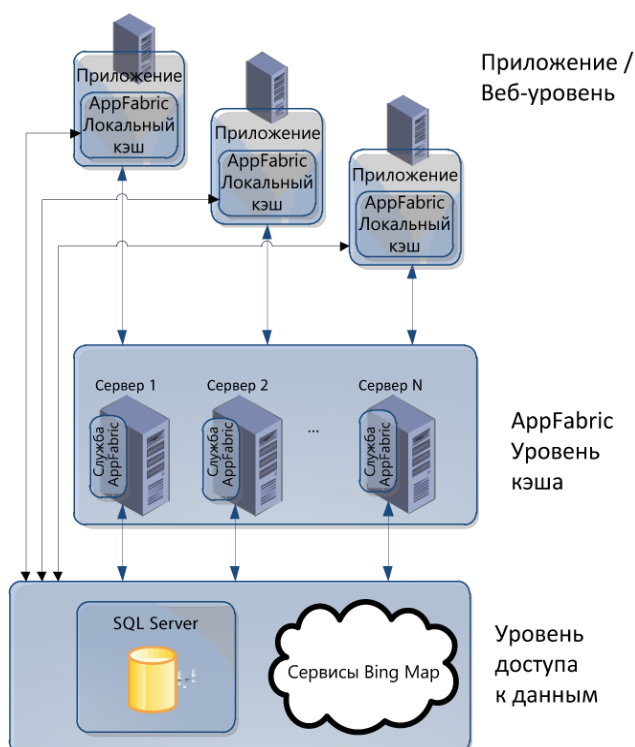 Приложение /
Веб-уровень
Приложение
AppFabric
Локальный
кэш
Приложение
AppFabric
Локальный
кэш
Приложение
AppFabric
Локальный
кэш
Сервер 1
Сервер 2
Сервер N
Служба
AppFabric
Служба
AppFabric
...
Служба
AppFabric
AppFabric
Уровень
кэша
SQL Server
Сервисы Bing Map
Уровень
доступа
к данным